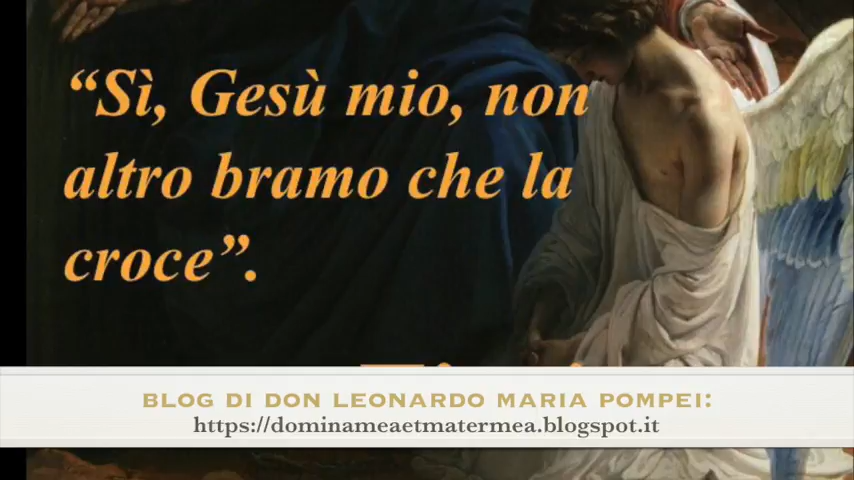 “Sì, Gesù mio, non
altro bramo che la
croce”.
BLOG DI DON LEONARDO MARIA POMPEI:
https://dominameaetmatermea.blogspot.it